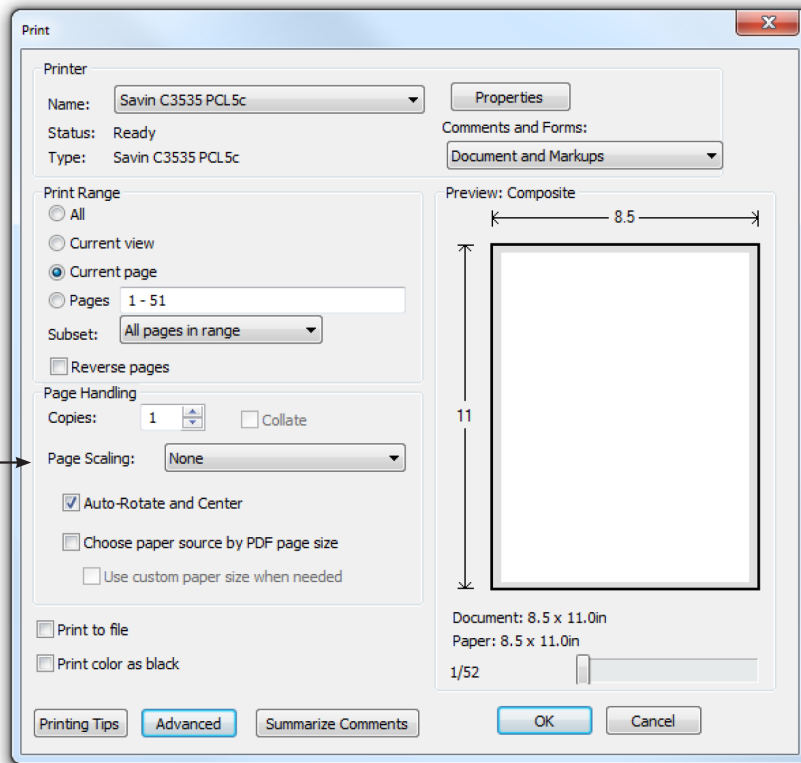 Print
Printer
Name: Savin C3535 PCL5c Properties
Status: Ready Comments and Forms:
Type: Savin C3535 PCL5c Document and Markups
Print Range
All
Current view
Current page
Pages 1 - 51
Subset: All pages in range
Reverse pages
Page Handling
Copies: 1 Collate
Page Scaling: None
Auto-Rotate and Center
Choose paper source by PDF page size
Use custom paper size when needed
Print to file
Print color as black
Preview: Composite
8.5
11
Document: 8.5 x 11.0in
Paper: 8.5 x 11.0in
1/52
Printing Tips Advanced Summarize Comments OK Cancel